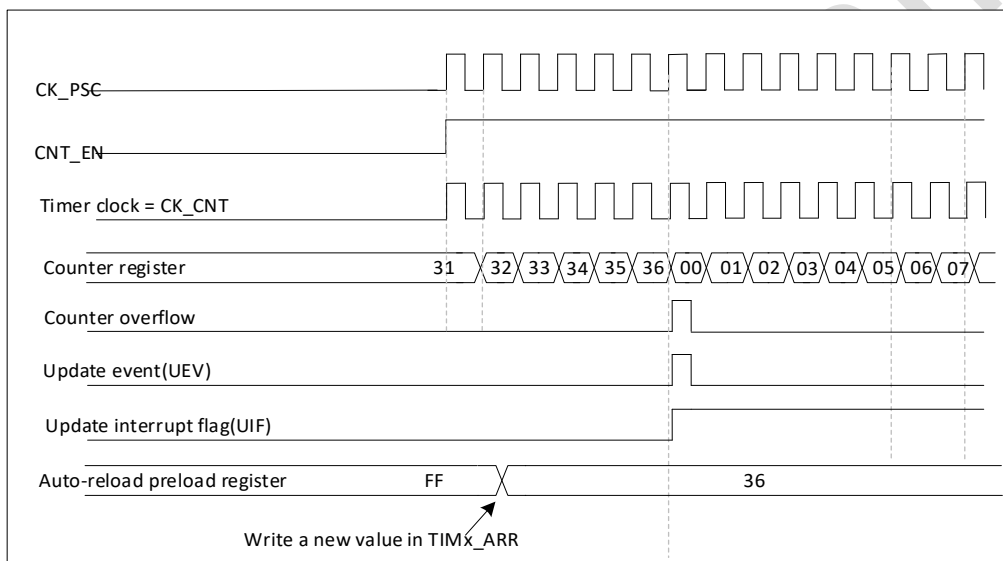 CK_PSC
CNT_EN
Timer clock = CK_CNT
Counter register 31 32 33 34 35 36 00 01 02 03 04 05 06 07
Counter overflow
Update event(UEV)
Update interrupt flag(UIF)
Auto-reload preload register FF 36
Write a new value in TIMx_ARR